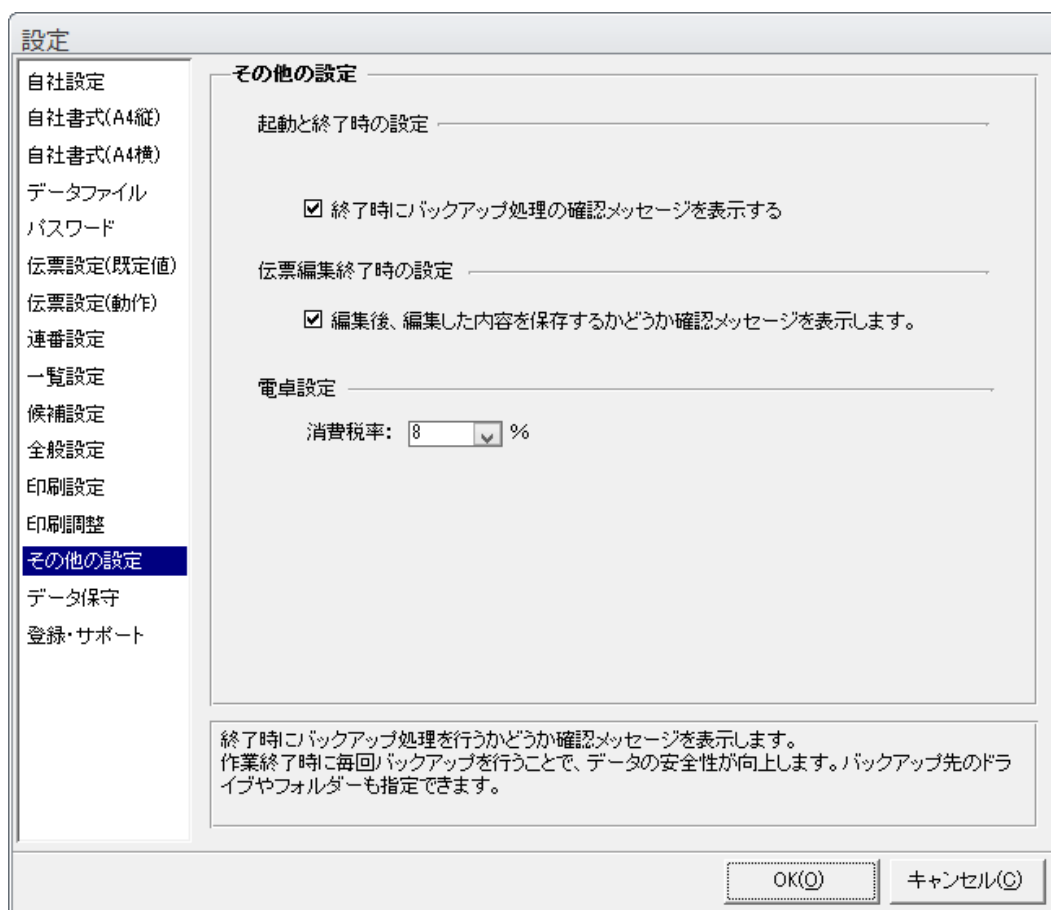 設定
自社設定
自社書式(A4縦)
自社書式(A4横)
データファイル
パスワード
伝票設定(既定値)
伝票設定(動作)
連番設定
一覧設定
候補設定
全般設定
印刷設定
印刷調整
その他の設定
データ保守
登録・サポート
その他の設定
起動と終了時の設定
終了時にバックアップ処理の確認メッセージを表示する
伝票編集終了時の設定
編集後、編集した内容を保存するかどうか確認メッセージを表示します。
電卓設定
消費税率: 8 %
終了時にバックアップ処理を行うかどうか確認メッセージを表示します。
作業終了時に毎回バックアップを行うことで、データの安全性が向上します。バックアップ先のドラ
イブやフォルダーも指定できます。
OK(O) キャンセル(C)